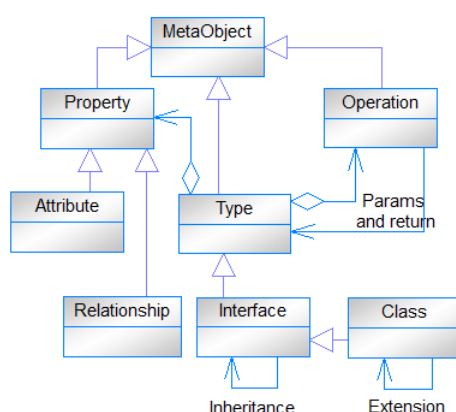 MetaObject
Property
Operation
Attribute
Type
Params
and return
Relationship
Interface
Class
Inheritance
Extension